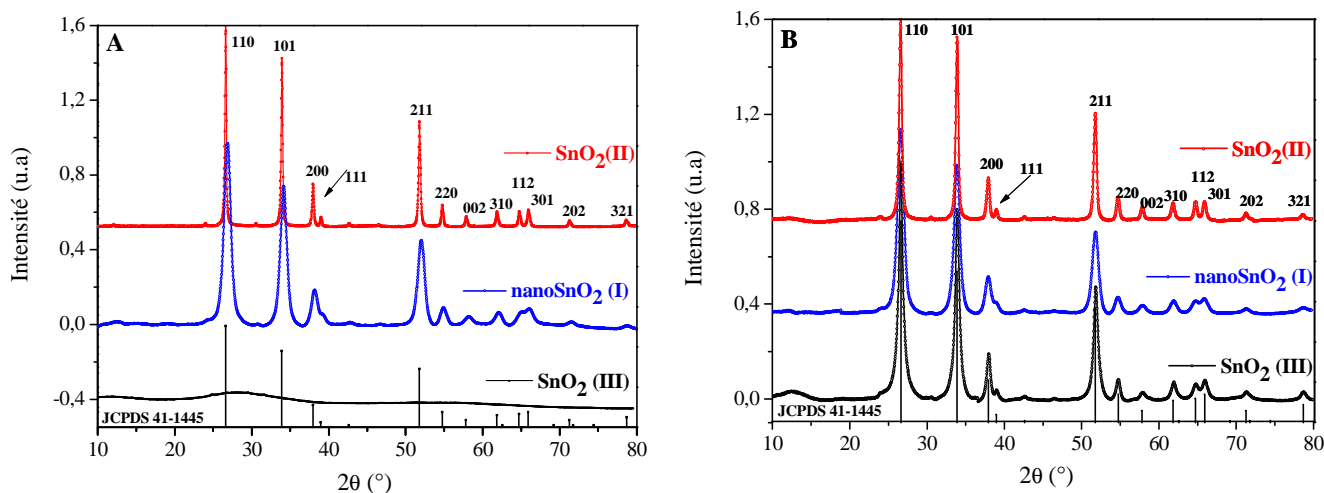 A
B
Intensité (u.a)
1,6
1,2
0,8
0,4
0,0
-0,4
110
101
211
200
111
220
002
310
112
301
202
321
SnO2(II)
nanoSnO2 (I)
SnO2 (III)
JCPDS 41-1445
10 20 30 40 50 60 70 80
2θ (°)
Intensité (u.a)
1,6
1,2
0,8
0,4
0,0
110
101
211
200
111
220
002
310
112
301
202
321
SnO2(II)
nanoSnO2 (I)
SnO2 (III)
JCPDS 41-1445
10 20 30 40 50 60 70 80
2θ (°)